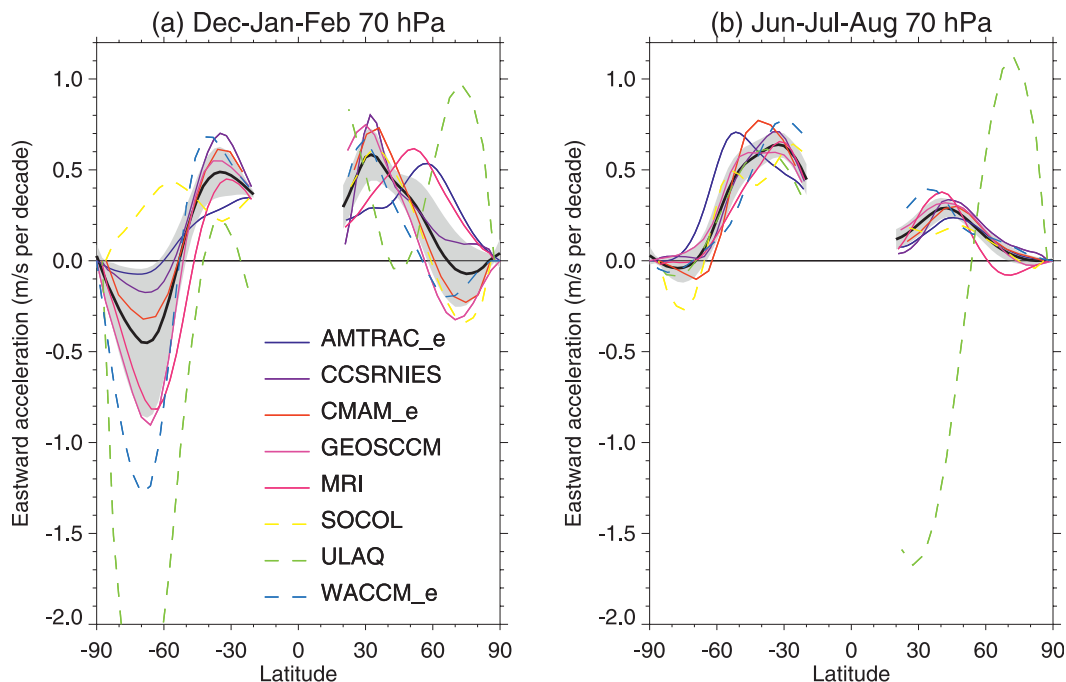 (a) Dec-Jan-Feb 70 hPa
Eastward acceleration (m/s per decade)
1.0
0.5
0.0
-0.5
-1.0
-1.5
-2.0
AMTRAC_e
CCSRNIES
CMAM_e
GEOSCCM
MRI
SOCOL
ULAQ
WACCM_e
-90 -60 -30 0 30 60 90
Latitude
(b) Jun-Jul-Aug 70 hPa
Eastward acceleration (m/s per decade)
1.0
0.5
0.0
-0.5
-1.0
-1.5
-2.0
-90 -60 -30 0 30 60 90
Latitude